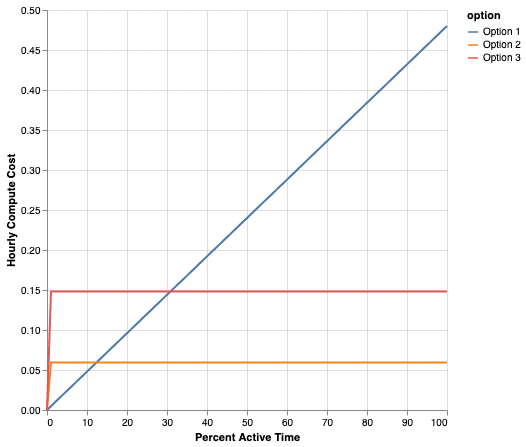 0.50
0.45
0.40
0.35
0.30
0.25
0.20
0.15
0.10
0.05
0.00
Hourly Compute Cost
0 10 20 30 40 50 60 70 80 90 100
Percent Active Time
option
Option 1
Option 2
Option 3